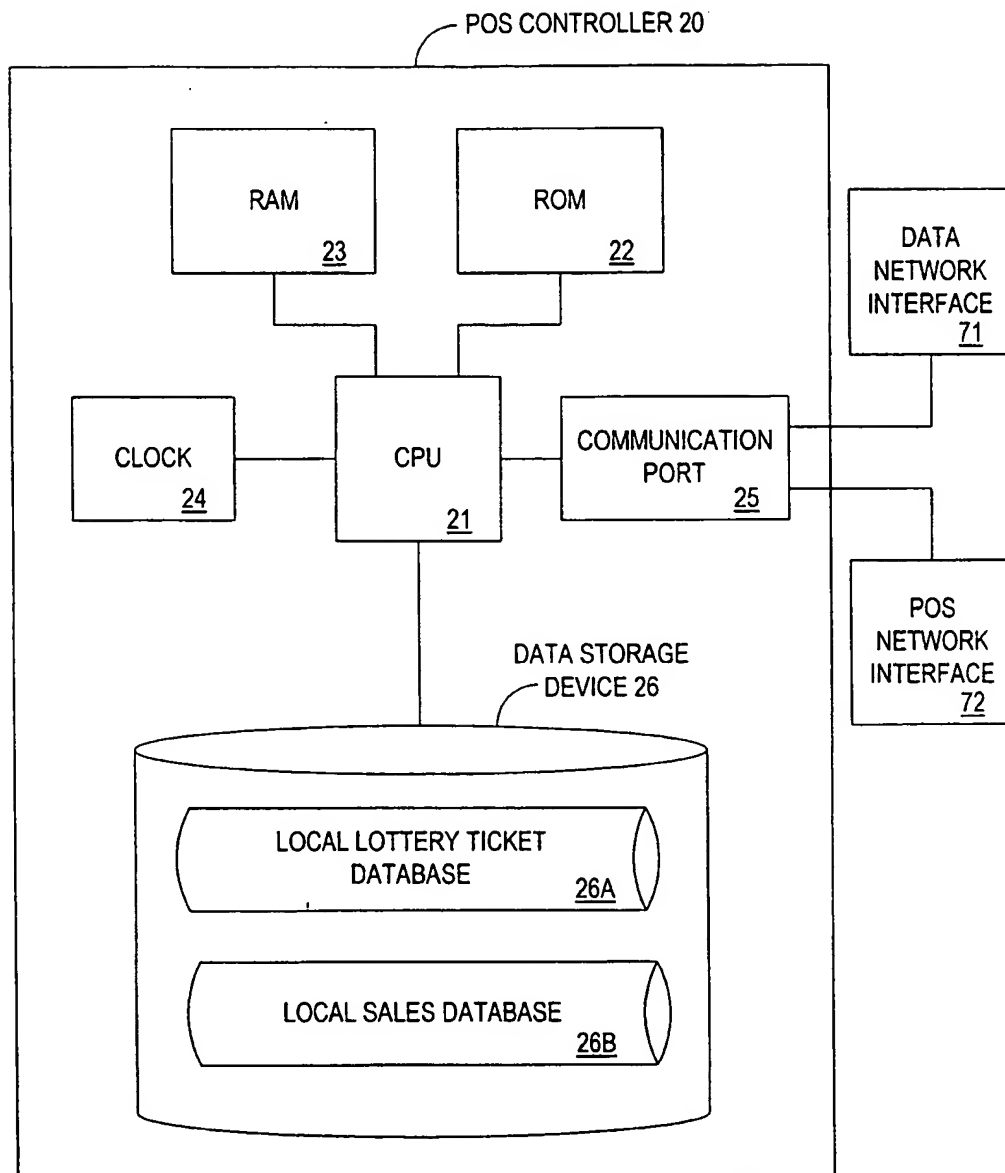 POS CONTROLLER 20
RAM
23
ROM
22
DATA
NETWORK
INTERFACE
71
CLOCK
24
CPU
21
COMMUNICATION
PORT
25
POS
NETWORK
INTERFACE
72
DATA STORAGE
DEVICE 26
LOCAL LOTTERY TICKET
DATABASE
26A
LOCAL SALES DATABASE
26B